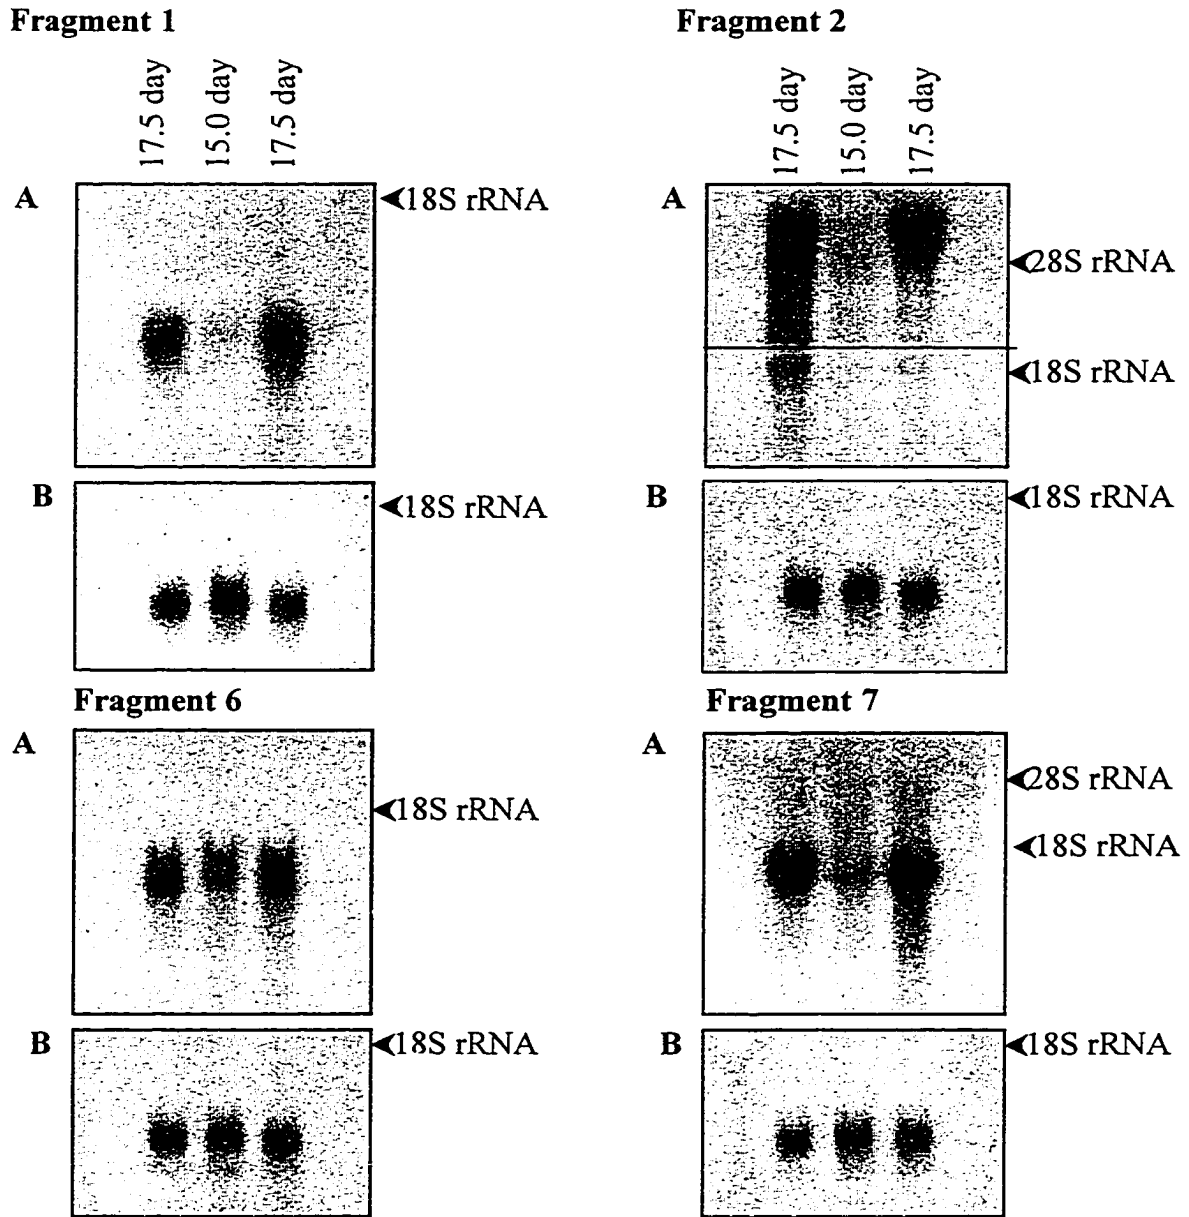 Fragment 1
17.5 day
15.0 day
17.5 day
A
18S rRNA
B
18S rRNA
Fragment 2
17.5 day
15.0 day
17.5 day
A
28S rRNA
18S rRNA
B
18S rRNA
Fragment 6
A
18S rRNA
B
18S rRNA
Fragment 7
A
28S rRNA
18S rRNA
B
18S rRNA